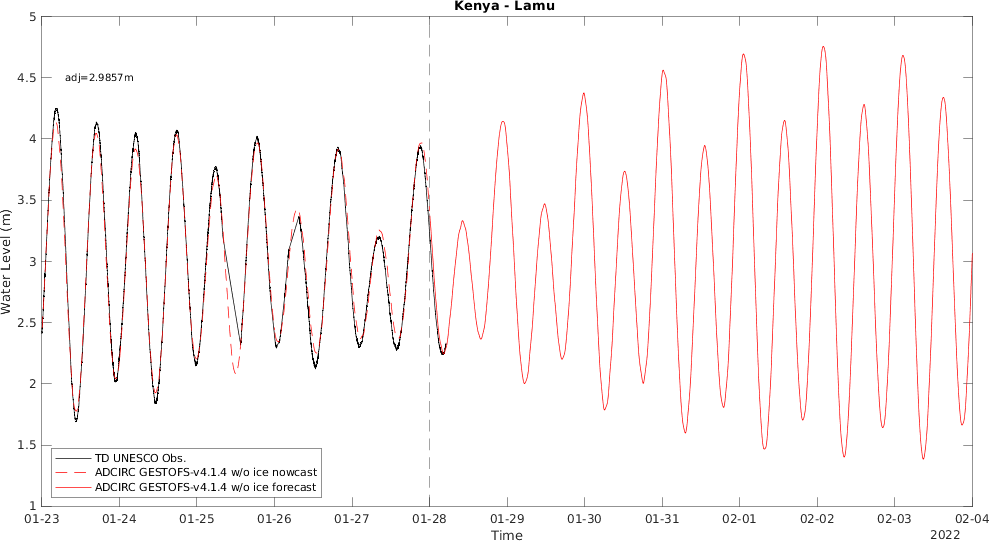 Kenya - Lamu
adj=2.9857m
Water Level (m)
5
4.5
4
3.5
3
2.5
2
1.5
1
TD UNESCO Obs.
ADCIRC GESTOFS-v4.1.4 w/o ice nowcast
ADCIRC GESTOFS-v4.1.4 w/o ice forecast
01-23 01-24 01-25 01-26 01-27 01-28 01-29 01-30 01-31 02-01 02-02 02-03 02-04
Time
2022